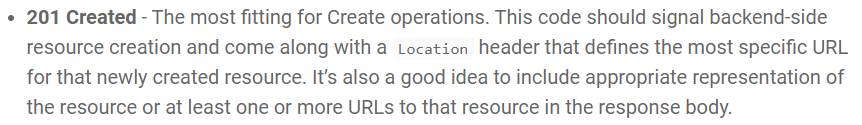 • 201 Created - The most fitting for Create operations. This code should signal backend-side
resource creation and come along with a Location header that defines the most specific URL
for that newly created resource. It’s also a good idea to include appropriate representation of
the resource or at least one or more URLs to that resource in the response body.